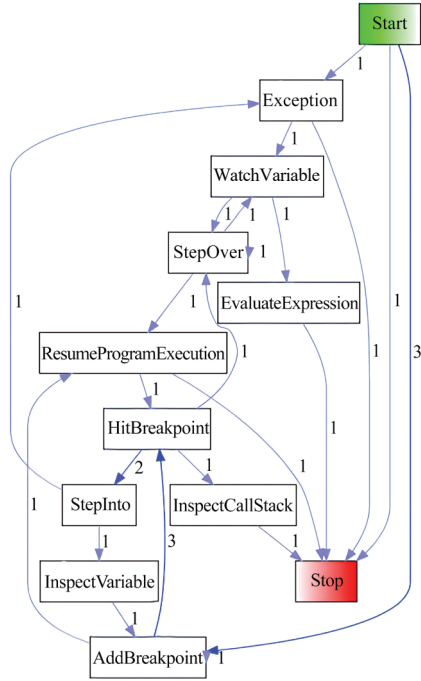 Start
1
Exception
1
WatchVariable
1 1 1
StepOver 1
1
EvaluateExpression
1 1 3
ResumeProgramExecution 1 1
1
HitBreakpoint
1
2 1
1
StepInto InspectCallStack
1 3
1 1
InspectVariable Stop
1
AddBreakpoint 1